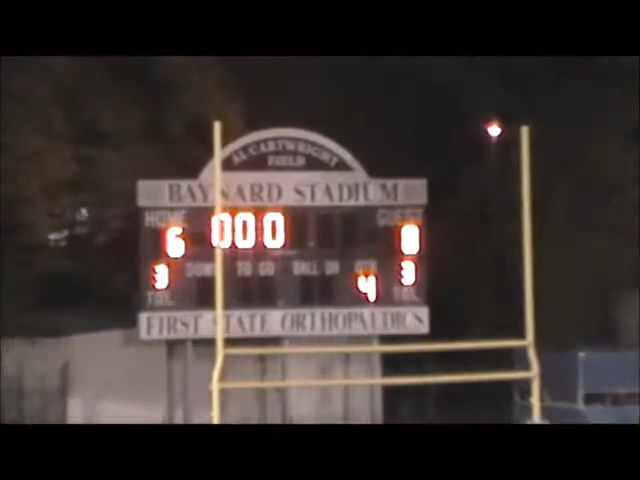 AL CARTWRIGHT
FIELD
BAYNARD STADIUM
HOME 000 GUEST
6 0
3 DOWN TO GO BALL ON QTR 3
TOL 4 TOL
FIRST STATE ORTHOPAEDICS